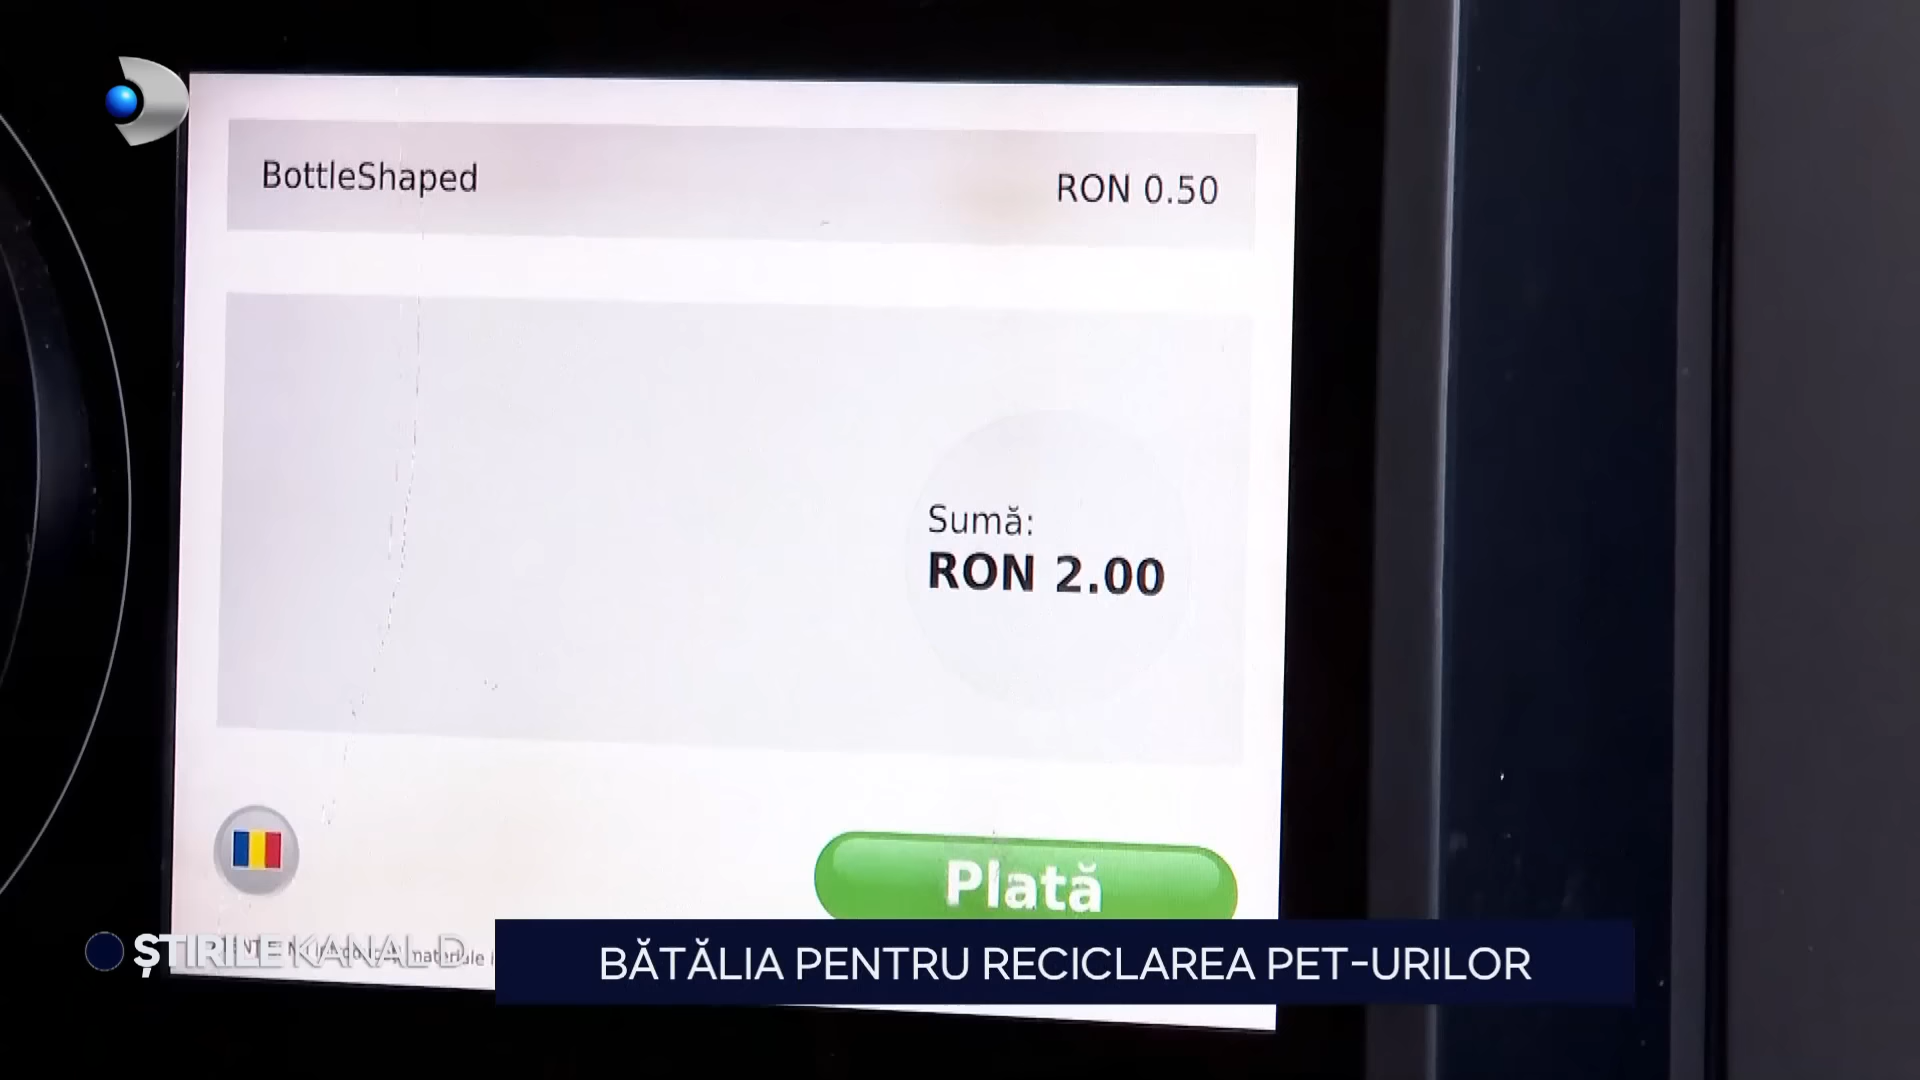 BottleShaped
RON 0.50
Sumă:
RON 2.00
Plată
ȘTIRILE KANAL D
BĂTĂLIA PENTRU RECICLAREA PET-URILOR